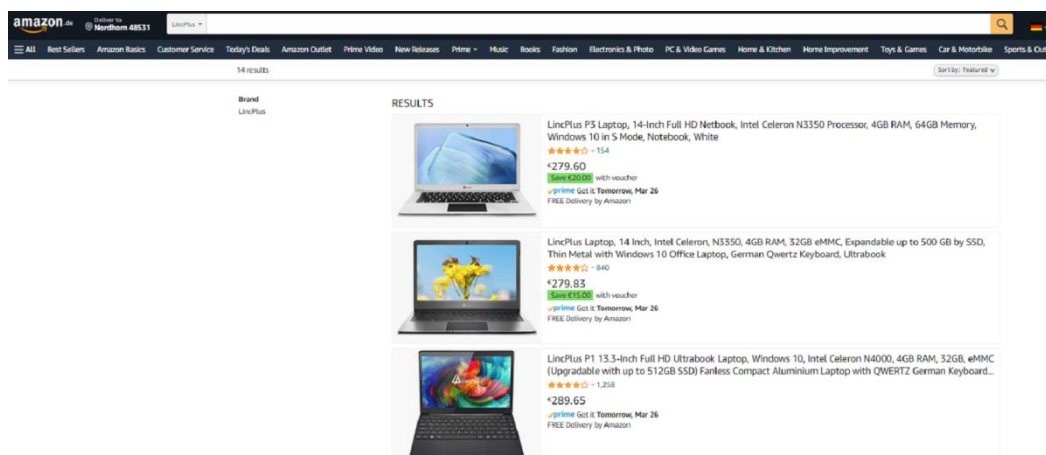 amazon.de
Deliver to
Nordhorn 48531
LincPlus
All Best Sellers Amazon Basics Customer Service Today's Deals Amazon Outlet Prime Video New Releases Prime Music Books Fashion Electronics & Photo PC & Video Games Home & Kitchen Home Improvement Toys & Games Car & Motorbike Sports & Out
14 results
Sort by: Featured
Brand
LincPlus
RESULTS
LincPlus P3 Laptop, 14-Inch Full HD Netbook, Intel Celeron N3350 Processor, 4GB RAM, 64GB Memory,
Windows 10 in S Mode, Notebook, White
154
€279.60
Save €20.00 with voucher
prime Get it Tomorrow, Mar 26
FREE Delivery by Amazon
LincPlus Laptop, 14 Inch, Intel Celeron, N3350, 4GB RAM, 32GB eMMC, Expandable up to 500 GB by SSD,
Thin Metal with Windows 10 Office Laptop, German Qwertz Keyboard, Ultrabook
840
€279.83
Save €15.00 with voucher
prime Get it Tomorrow, Mar 26
FREE Delivery by Amazon
LincPlus P1 13.3-Inch Full HD Ultrabook Laptop, Windows 10, Intel Celeron N4000, 4GB RAM, 32GB, eMMC
(Upgradable with up to 512GB SSD) Fanless Compact Aluminium Laptop with QWERTZ German Keyboard...
1,258
€289.65
prime Get it Tomorrow, Mar 26
FREE Delivery by Amazon